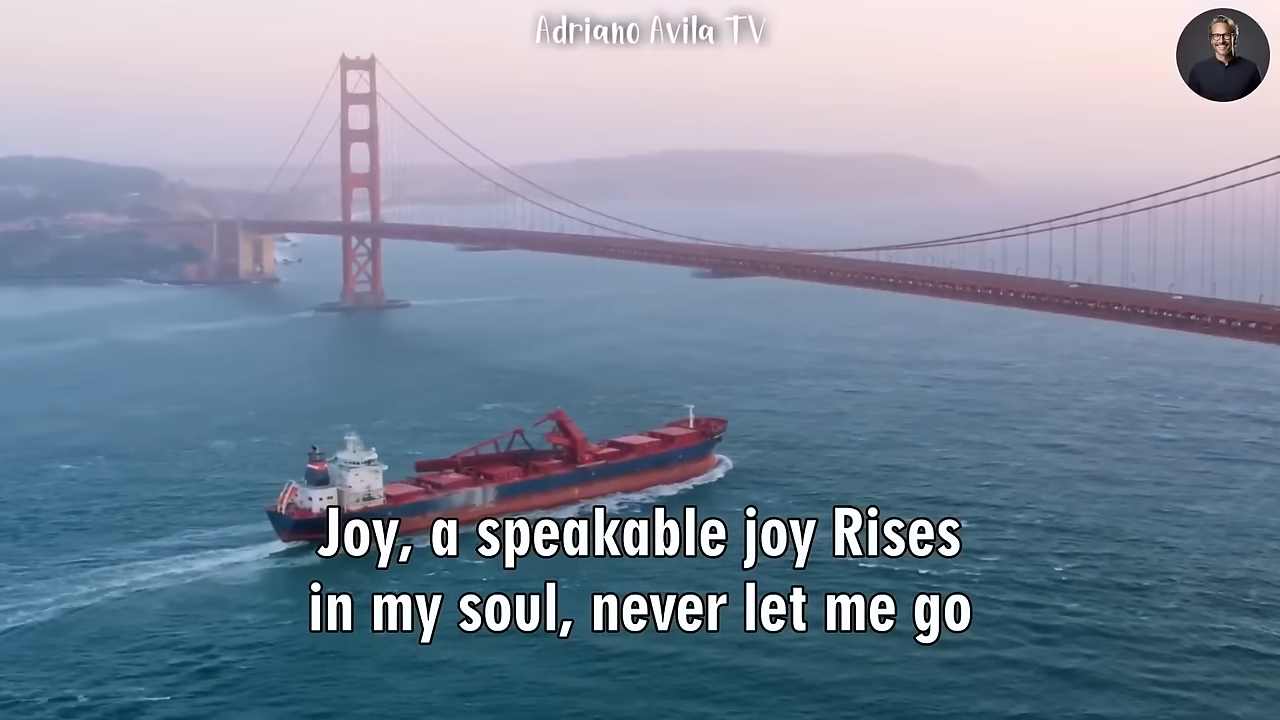 Adriano Avila TV
Joy, a speakable joy Rises
in my soul, never let me go